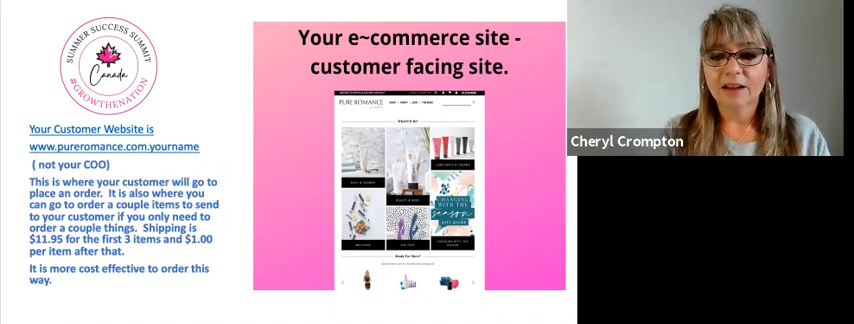 SUMMER SUCCESS SUMMIT
Canada
#GROWTHENATION
Your Customer Website is
www.pureromance.com.yourname
( not your COO)
This is where your customer will go to
place an order.  It is also where you
can go to order a couple items to send
to your customer if you only need to
order a couple things.  Shipping is
$11.95 for the first 3 items and $1.00
per item after that.
It is more cost effective to order this
way.
Your e~commerce site -
customer facing site.
PURE ROMANCE
BEAUTY & BODY
CHANGING
WITH THE
season
Cheryl Crompton